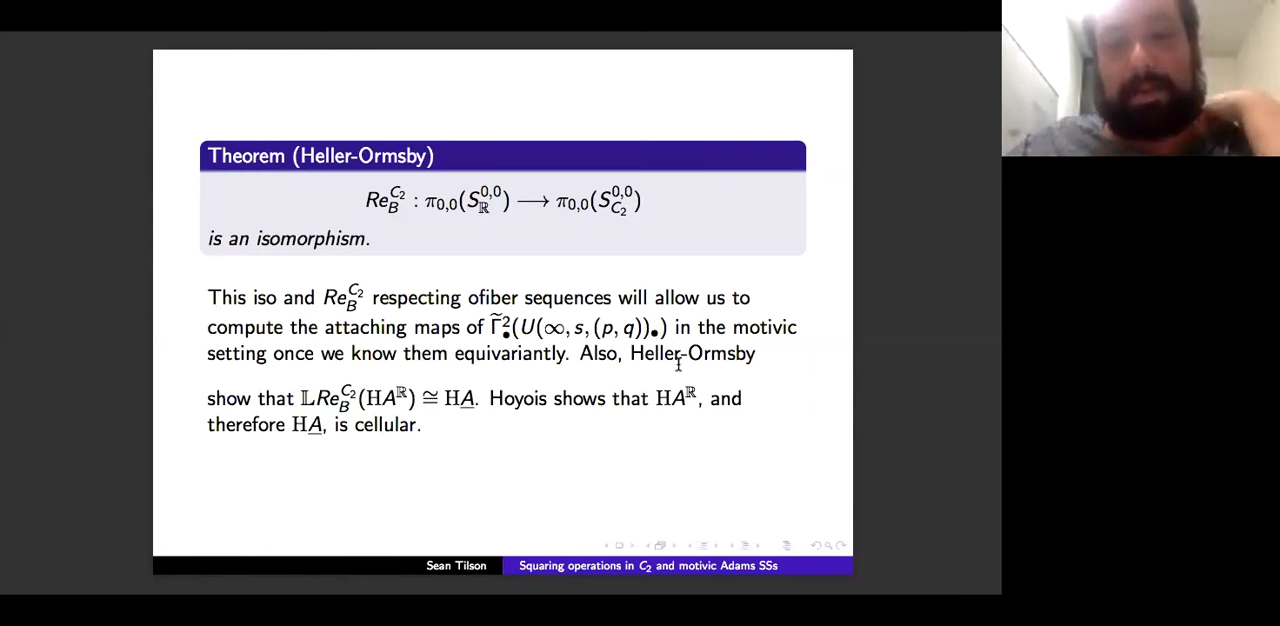 Theorem (Heller-Ormsby)
Re_B^{C_2} : π_{0,0}(S_ℝ^{0,0}) ⟶ π_{0,0}(S_{C_2}^{0,0})
is an isomorphism.
This iso and Re_B^{C_2} respecting ofiber sequences will allow us to
compute the attaching maps of Γ̃_•^2(U(∞, s, (p, q))_•) in the motivic
setting once we know them equivariantly. Also, Heller-Ormsby
show that 𝕃Re_B^{C_2}(HA^ℝ) ≅ HA̲. Hoyois shows that HA^ℝ, and
therefore HA̲, is cellular.
Sean Tilson
Squaring operations in C_2 and motivic Adams SSs